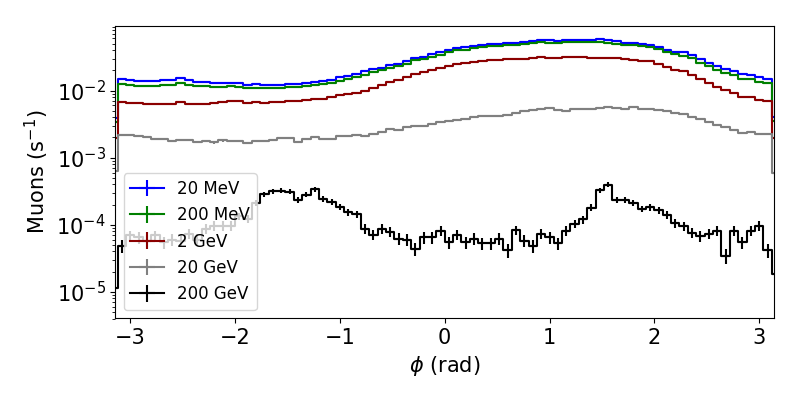 Muons (s⁻¹)
10⁻²
10⁻³
10⁻⁴
10⁻⁵
20 MeV
200 MeV
2 GeV
20 GeV
200 GeV
−3 −2 −1 0 1 2 3
ϕ (rad)